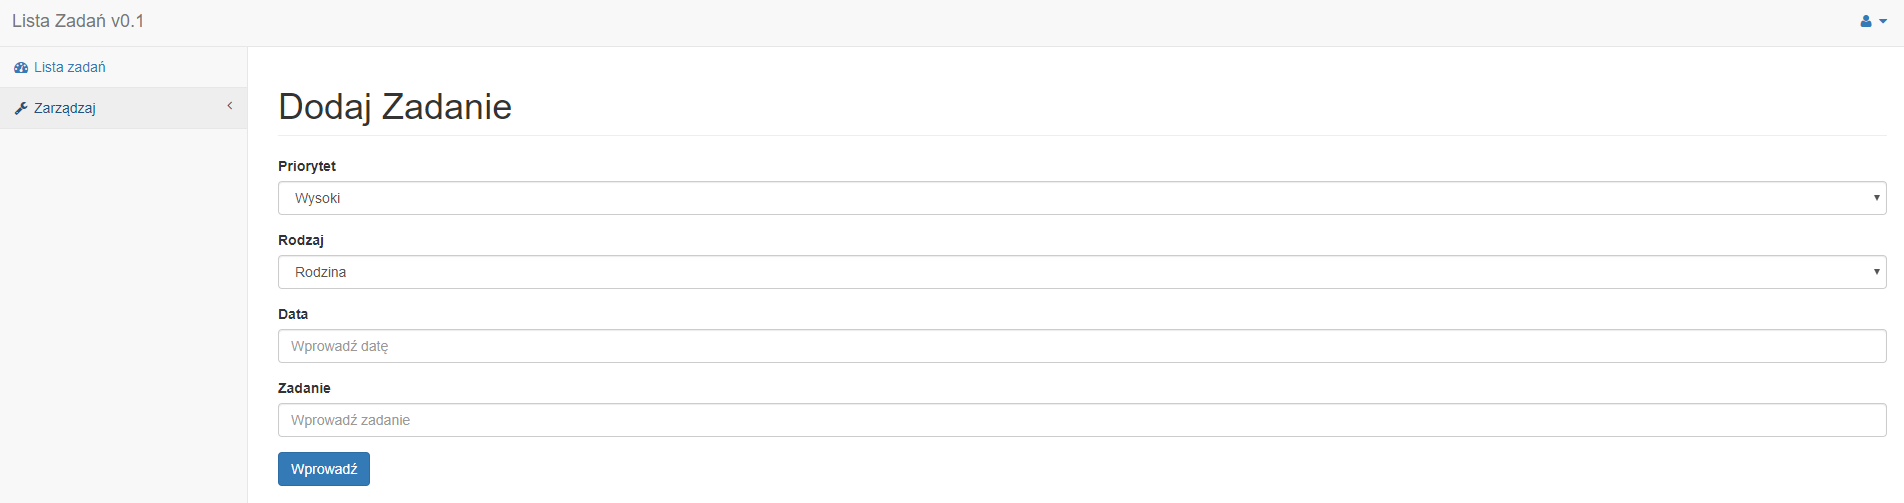 Lista Zadań v0.1
Lista zadań
Zarządzaj
Dodaj Zadanie
Priorytet
Wysoki
Rodzaj
Rodzina
Data
Wprowadź datę
Zadanie
Wprowadź zadanie
Wprowadź